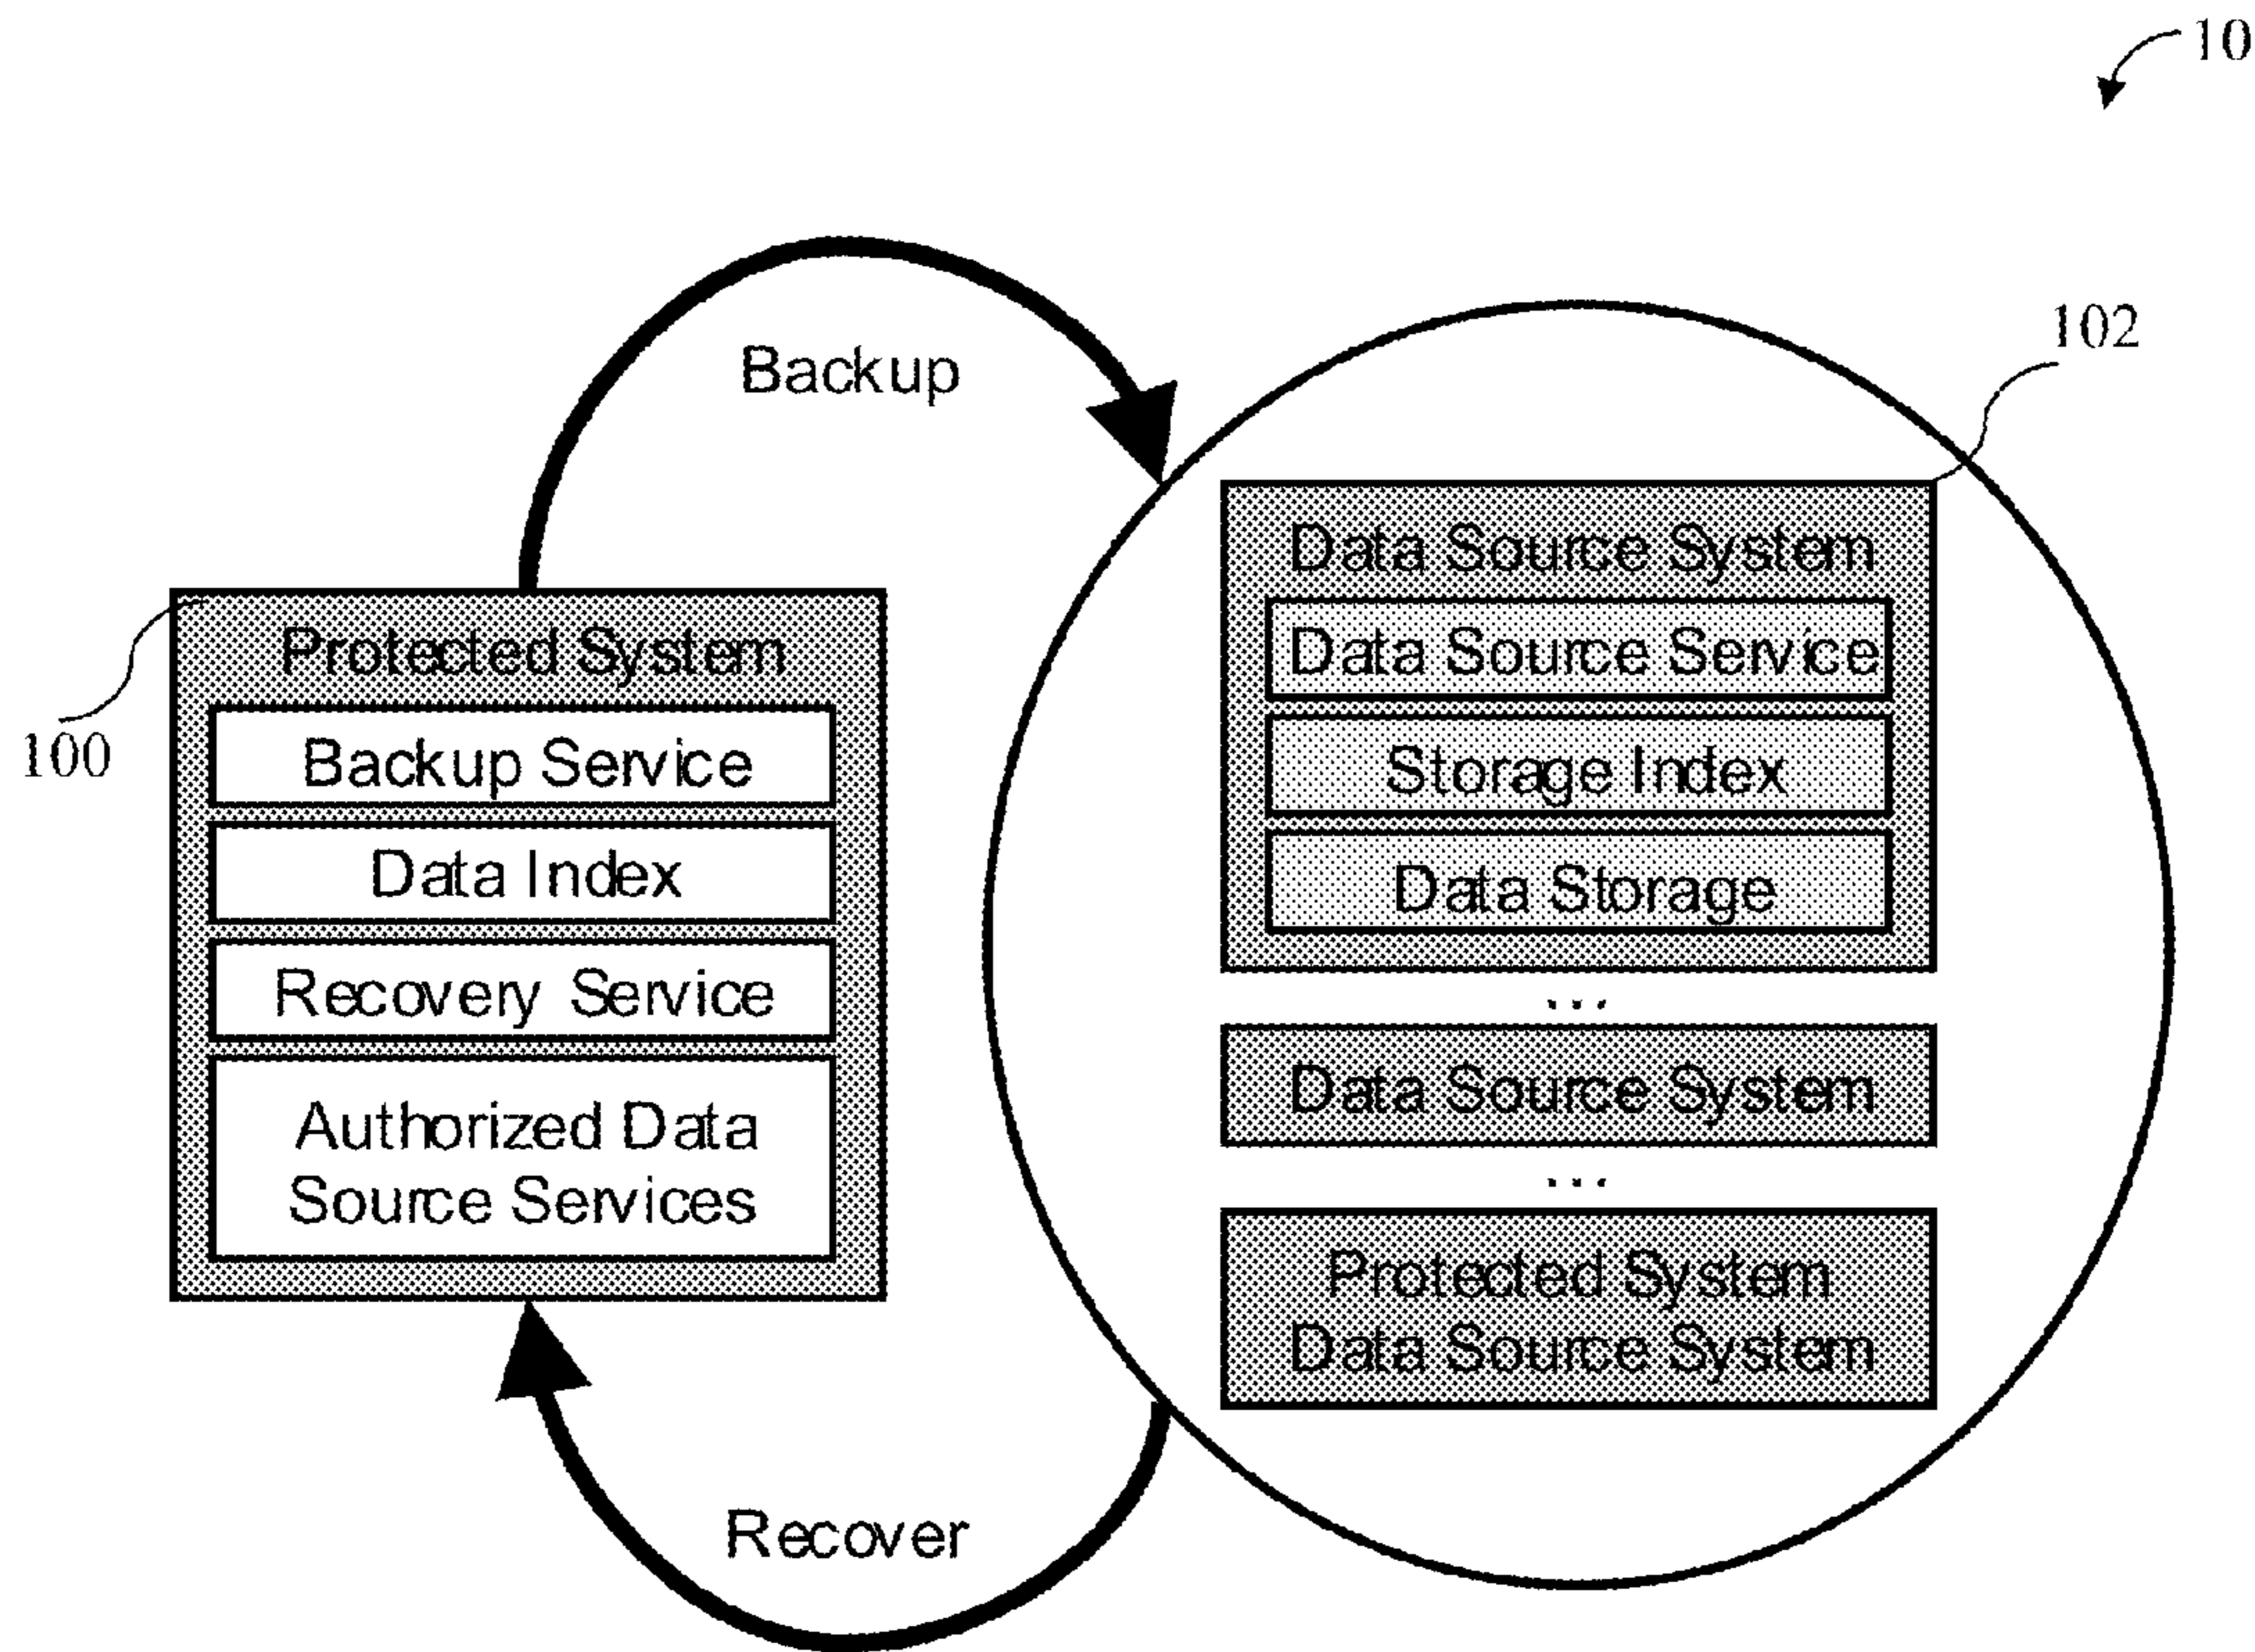 10
Backup
102
Data Source System
Data Source Service
Storage Index
Data Storage
...
Data Source System
...
Protected System
Data Source System
100
Protected System
Backup Service
Data Index
Recovery Service
Authorized Data
Source Services
Recover